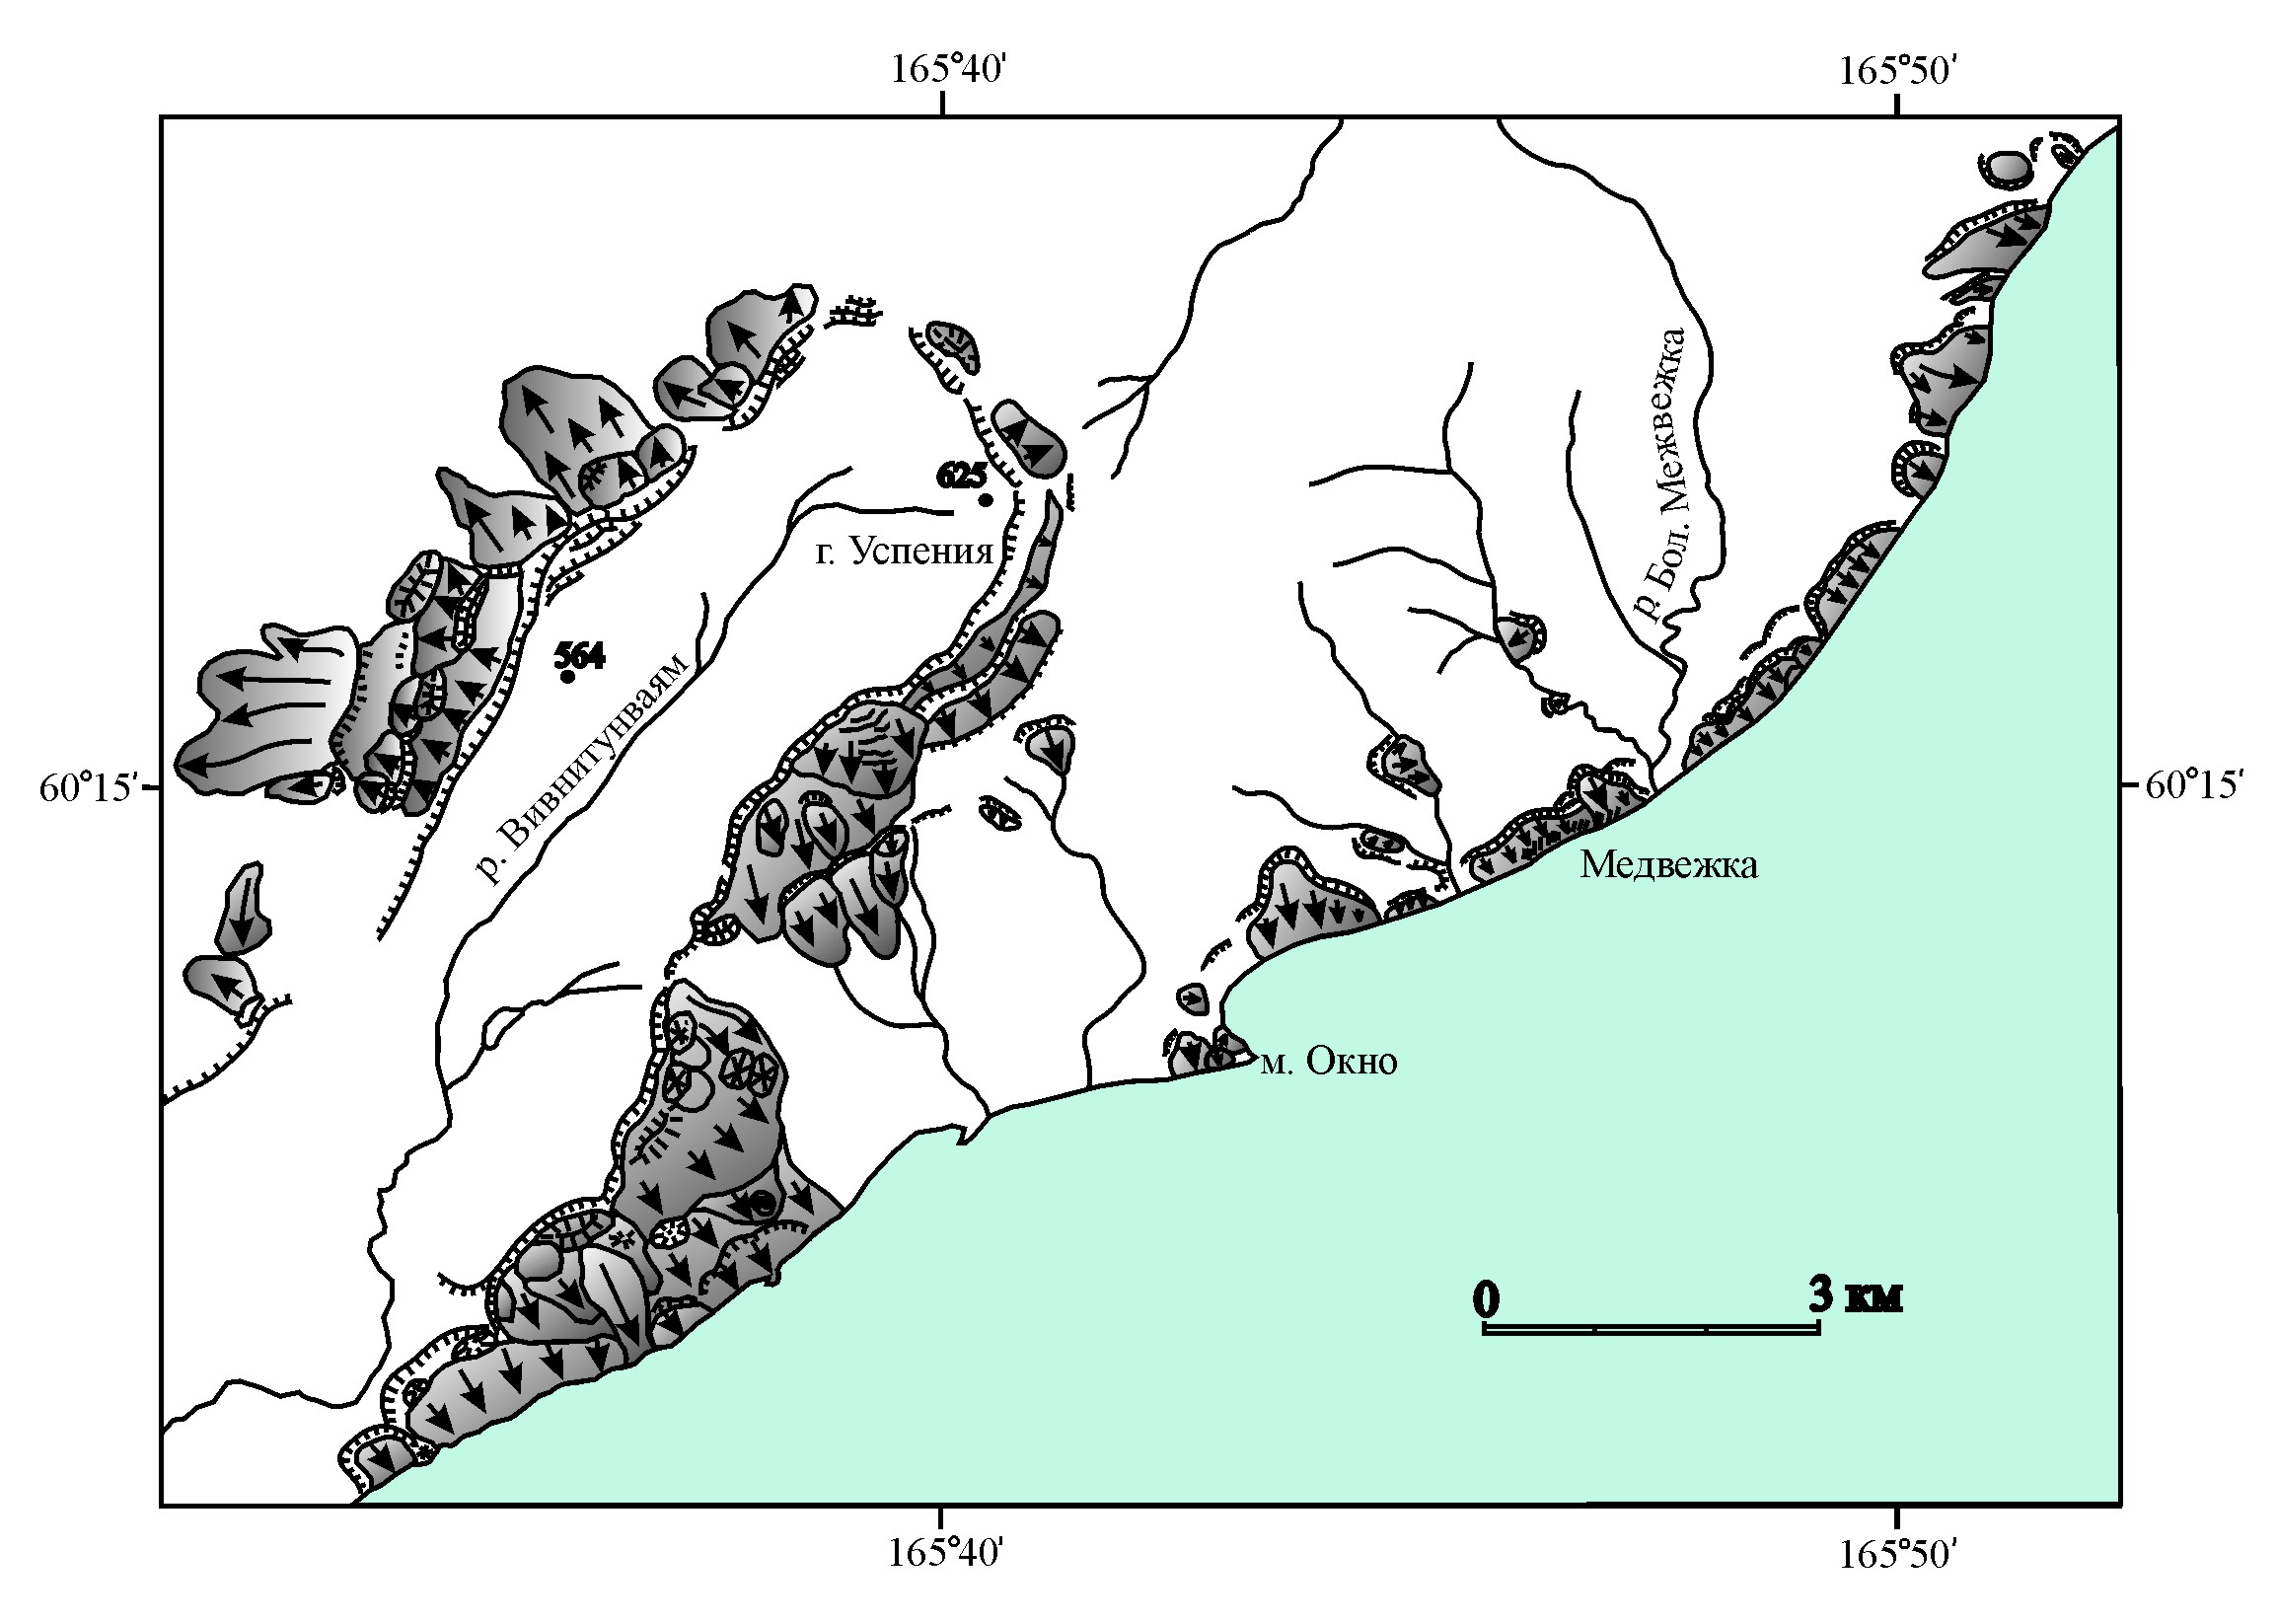 165°40'
165°50'
р. Бол. Межвежка
625
г. Успения
564
р. Вивнитунваям
60°15'
60°15'
Медвежка
м. Окно
0
3 км
165°40'
165°50'